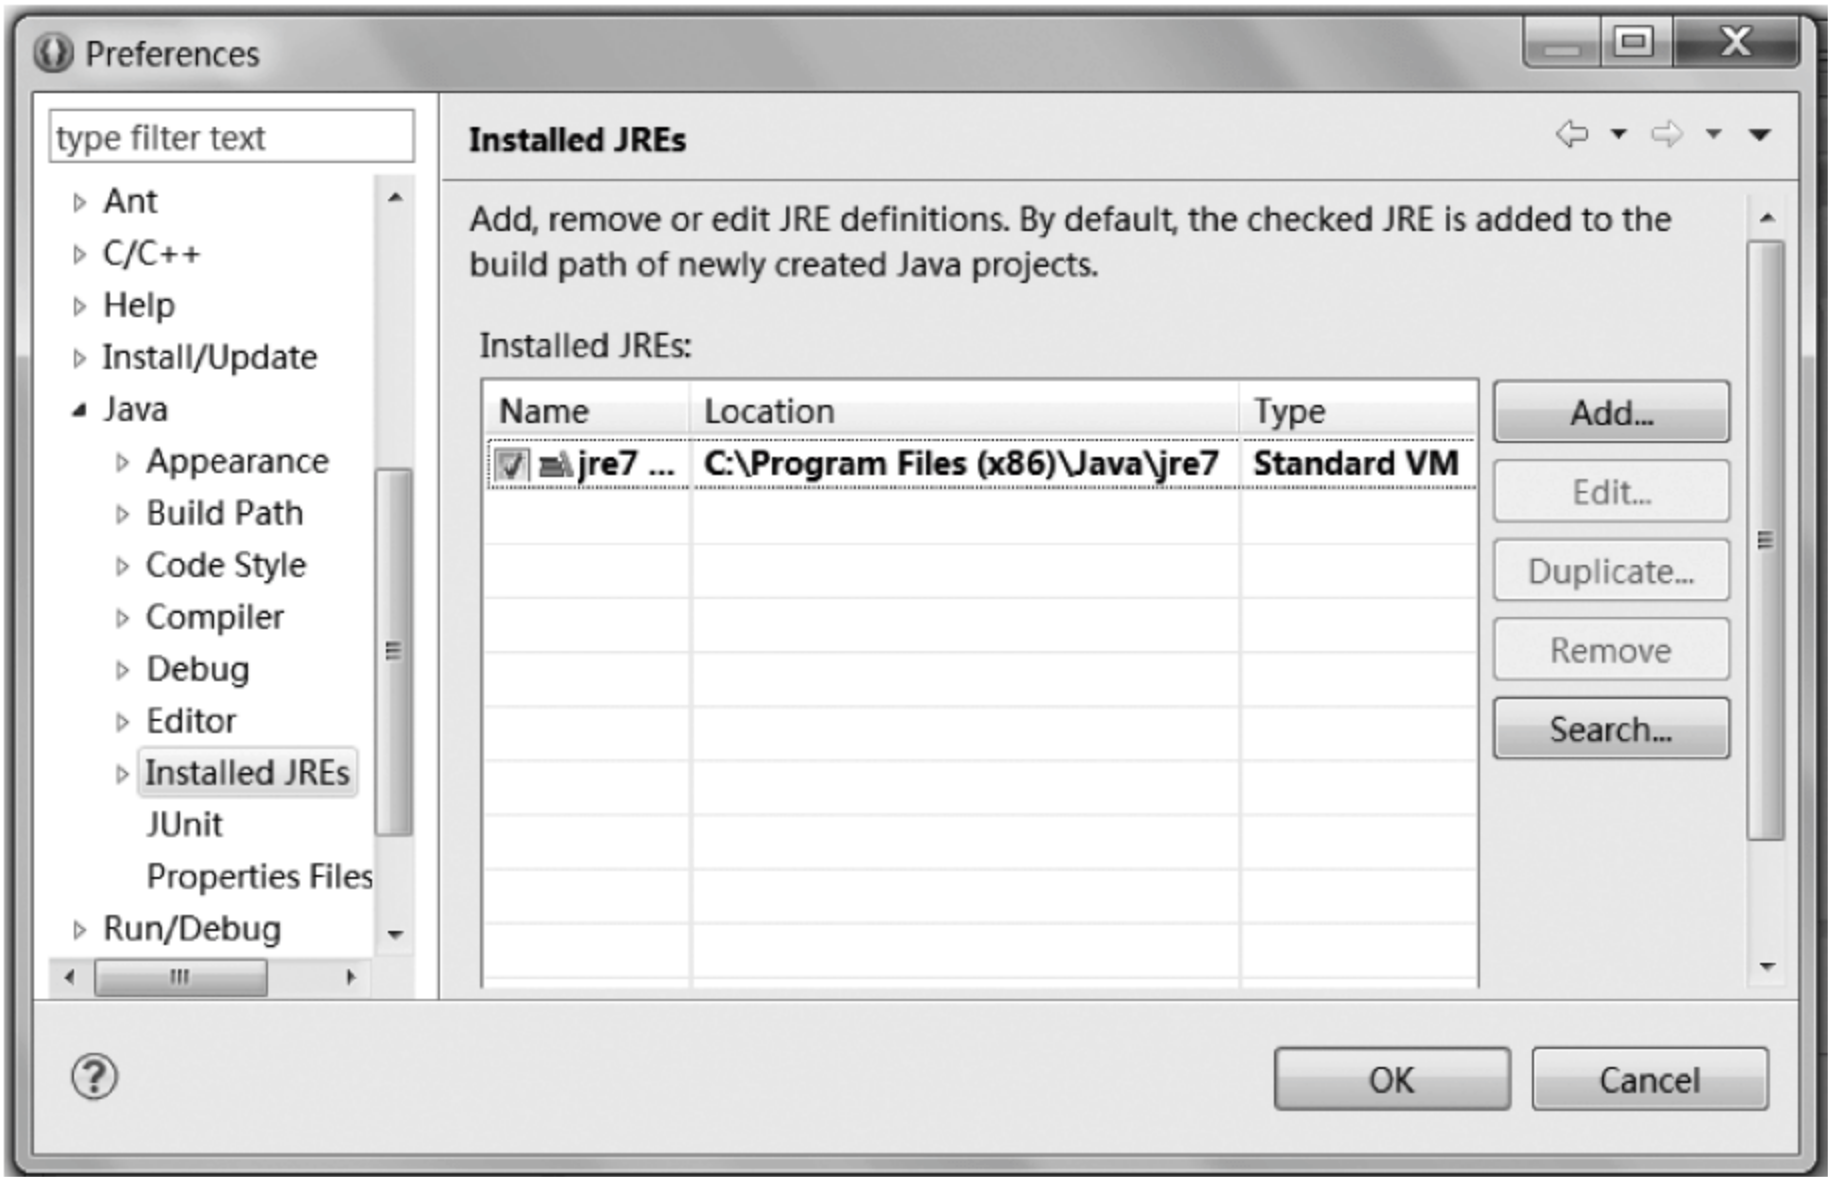 Preferences
type filter text
Ant
C/C++
Help
Install/Update
Java
Appearance
Build Path
Code Style
Compiler
Debug
Editor
Installed JREs
JUnit
Properties Files
Run/Debug
Installed JREs
Add, remove or edit JRE definitions. By default, the checked JRE is added to the
build path of newly created Java projects.
Installed JREs:
Name Location Type
jre7 ... C:\Program Files (x86)\Java\jre7 Standard VM
Add...
Edit...
Duplicate...
Remove
Search...
OK Cancel